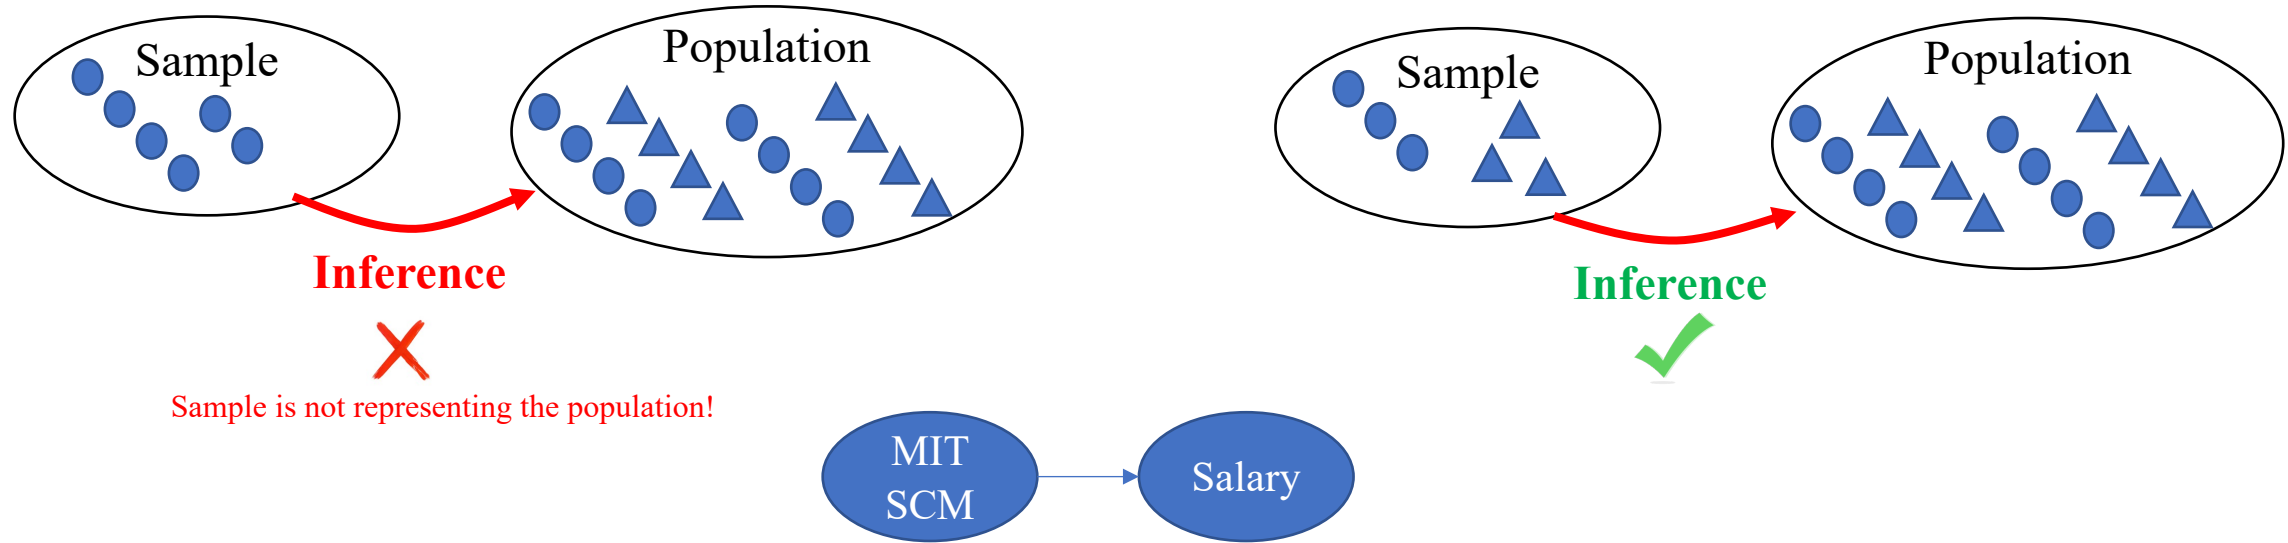 Sample
Population
Inference
Sample is not representing the population!
Sample
Population
Inference
MIT
SCM
Salary